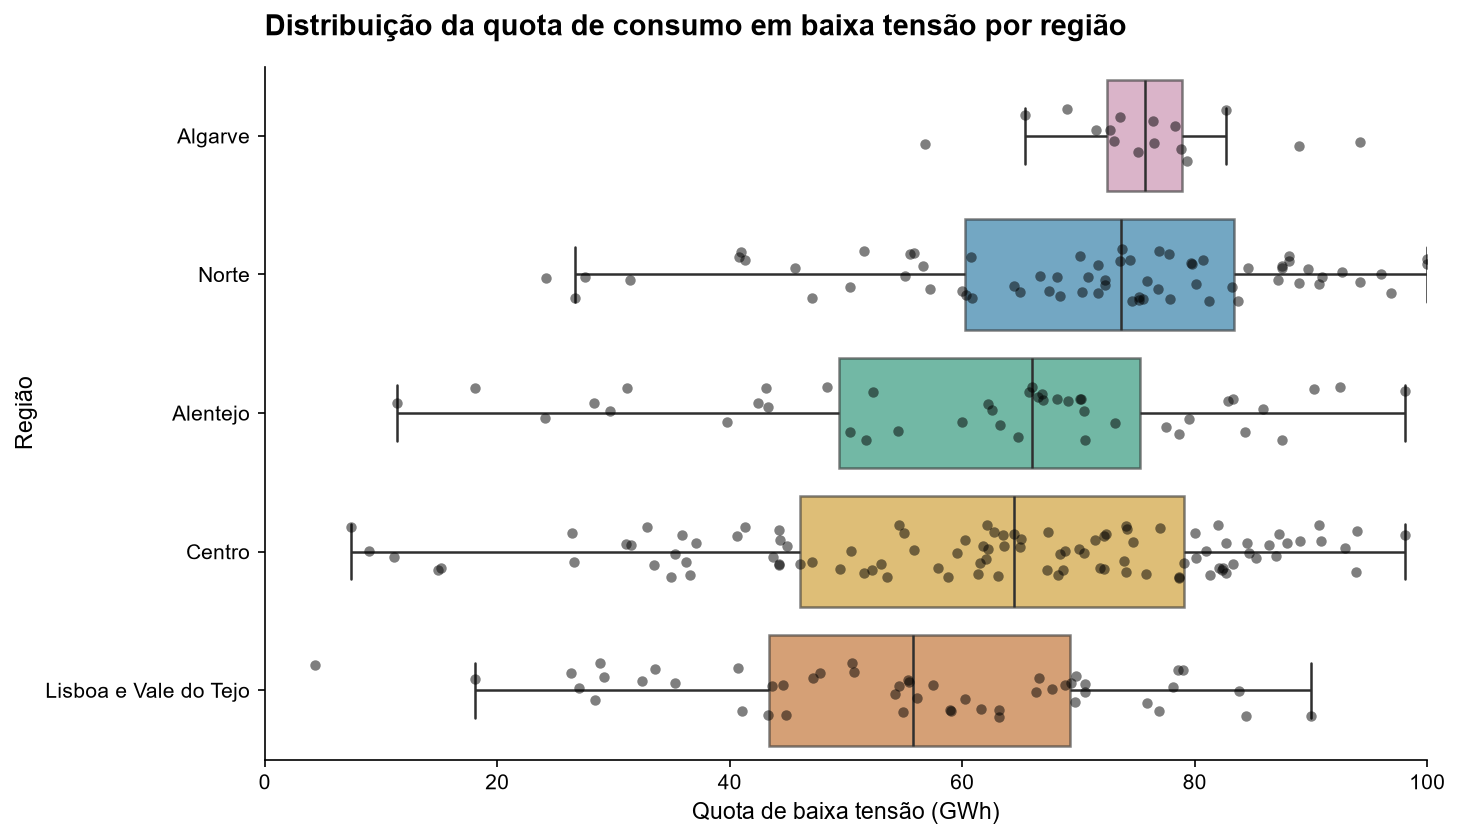 Distribuição da quota de consumo em baixa tensão por região
Região
Algarve
Norte
Alentejo
Centro
Lisboa e Vale do Tejo
0 20 40 60 80 100
Quota de baixa tensão (GWh)